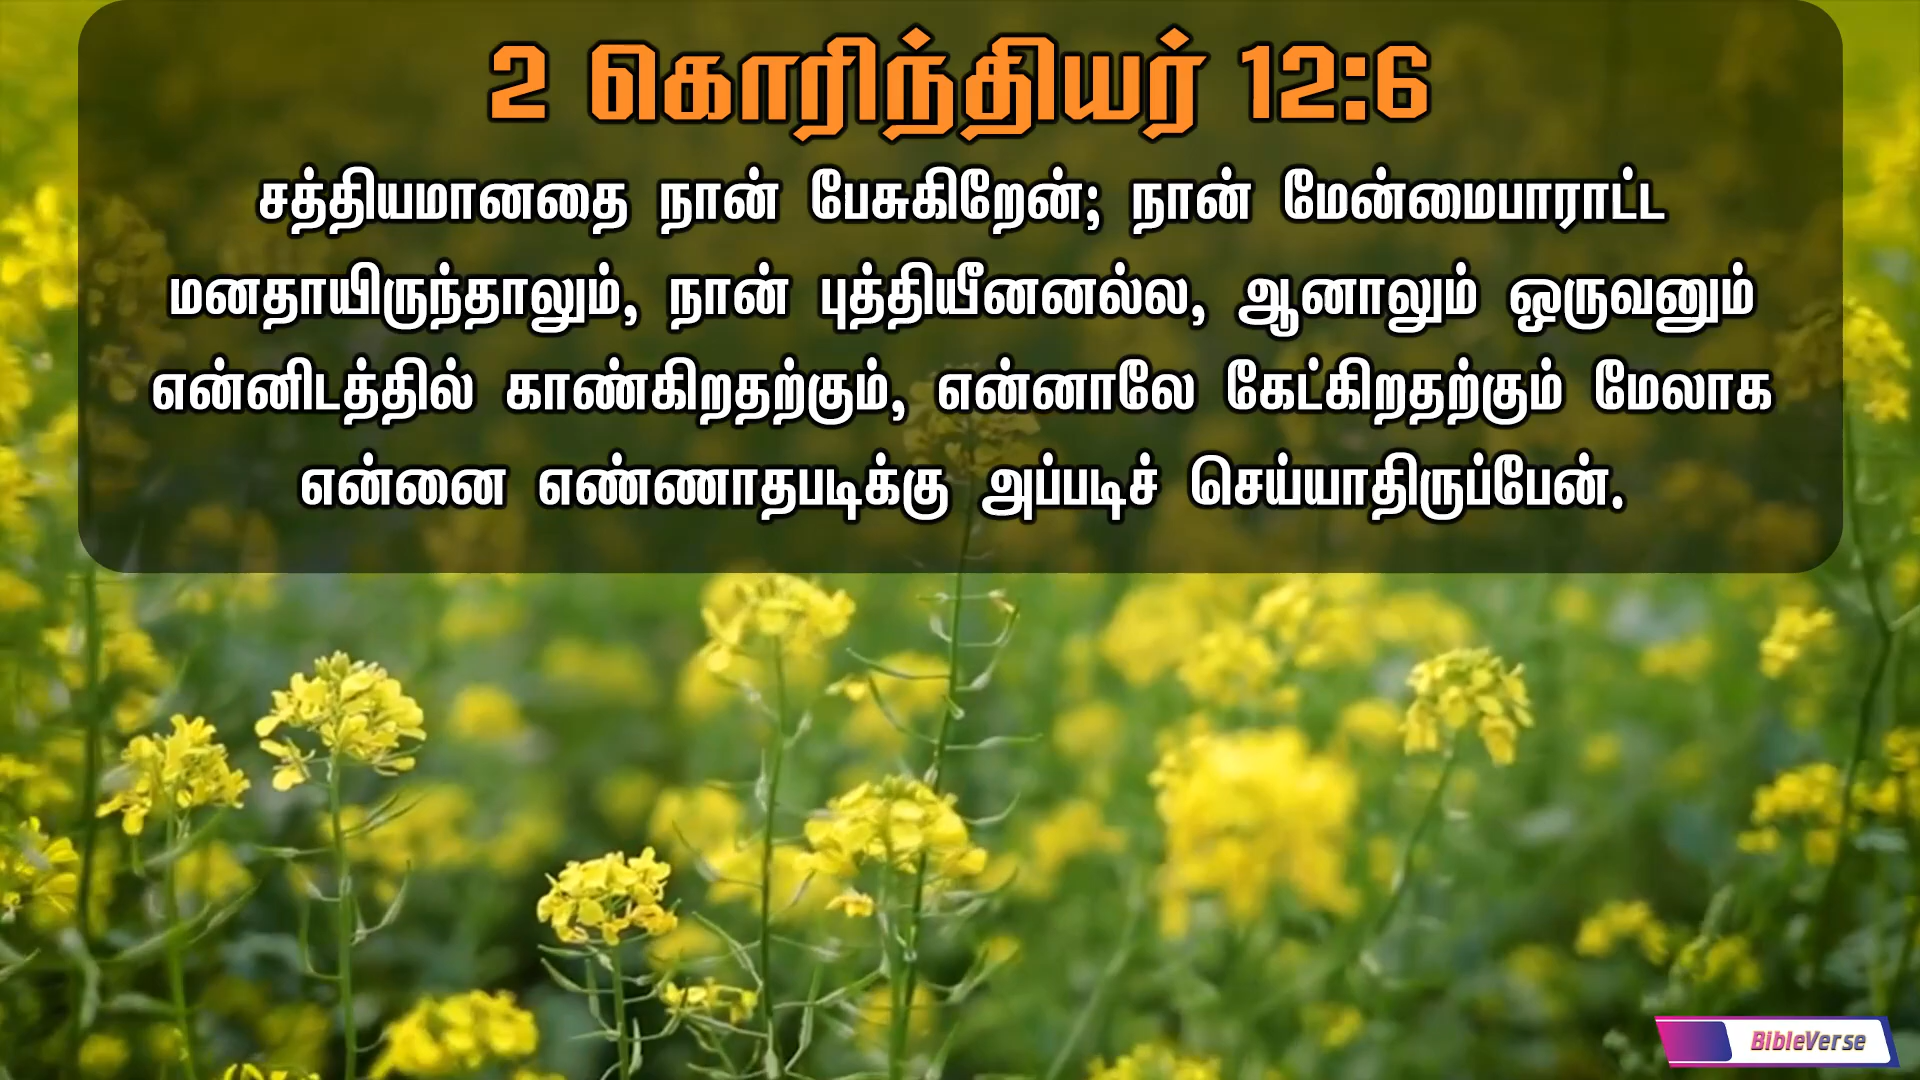 2 கொரிந்தியர் 12:6
சத்தியமானதை நான் பேசுகிறேன்; நான் மேன்மைபாராட்ட
மனதாயிருந்தாலும், நான் புத்தியீனனல்ல, ஆனாலும் ஒருவனும்
என்னிடத்தில் காண்கிறதற்கும், என்னாலே கேட்கிறதற்கும் மேலாக
என்னை எண்ணாதபடிக்கு அப்படிச் செய்யாதிருப்பேன்.
BibleVerse